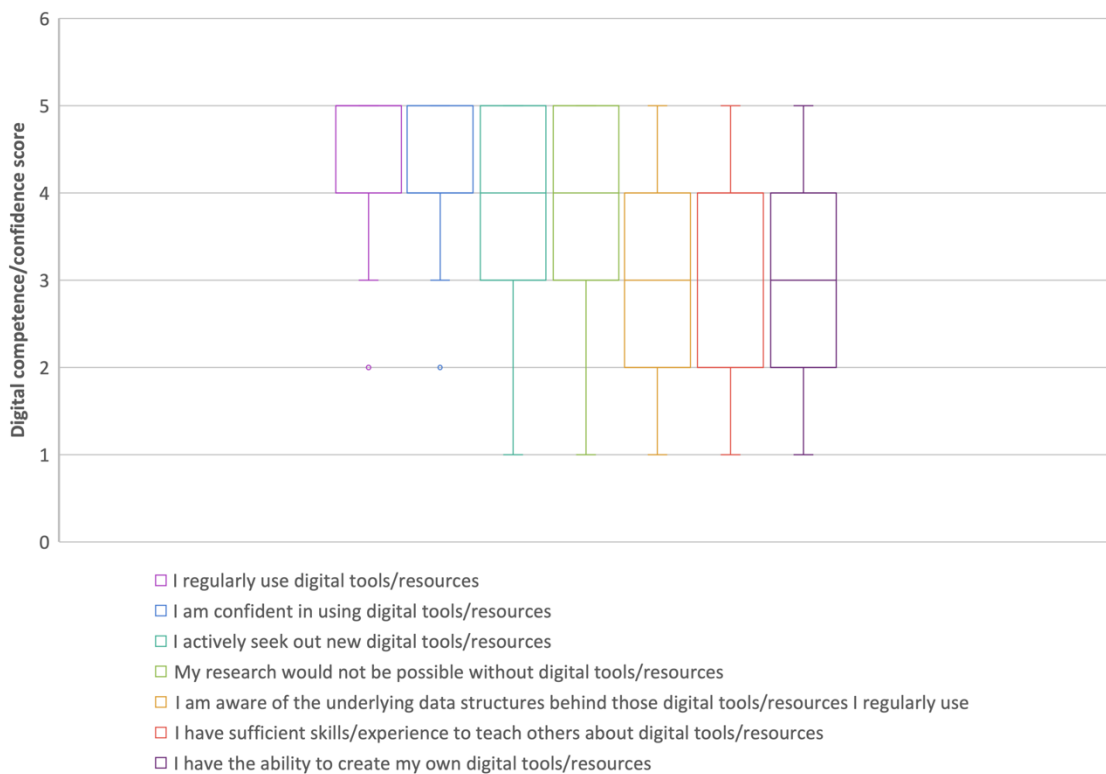 6
5
4
3
2
1
0
Digital competence/confidence score
I regularly use digital tools/resources
I am confident in using digital tools/resources
I actively seek out new digital tools/resources
My research would not be possible without digital tools/resources
I am aware of the underlying data structures behind those digital tools/resources I regularly use
I have sufficient skills/experience to teach others about digital tools/resources
I have the ability to create my own digital tools/resources